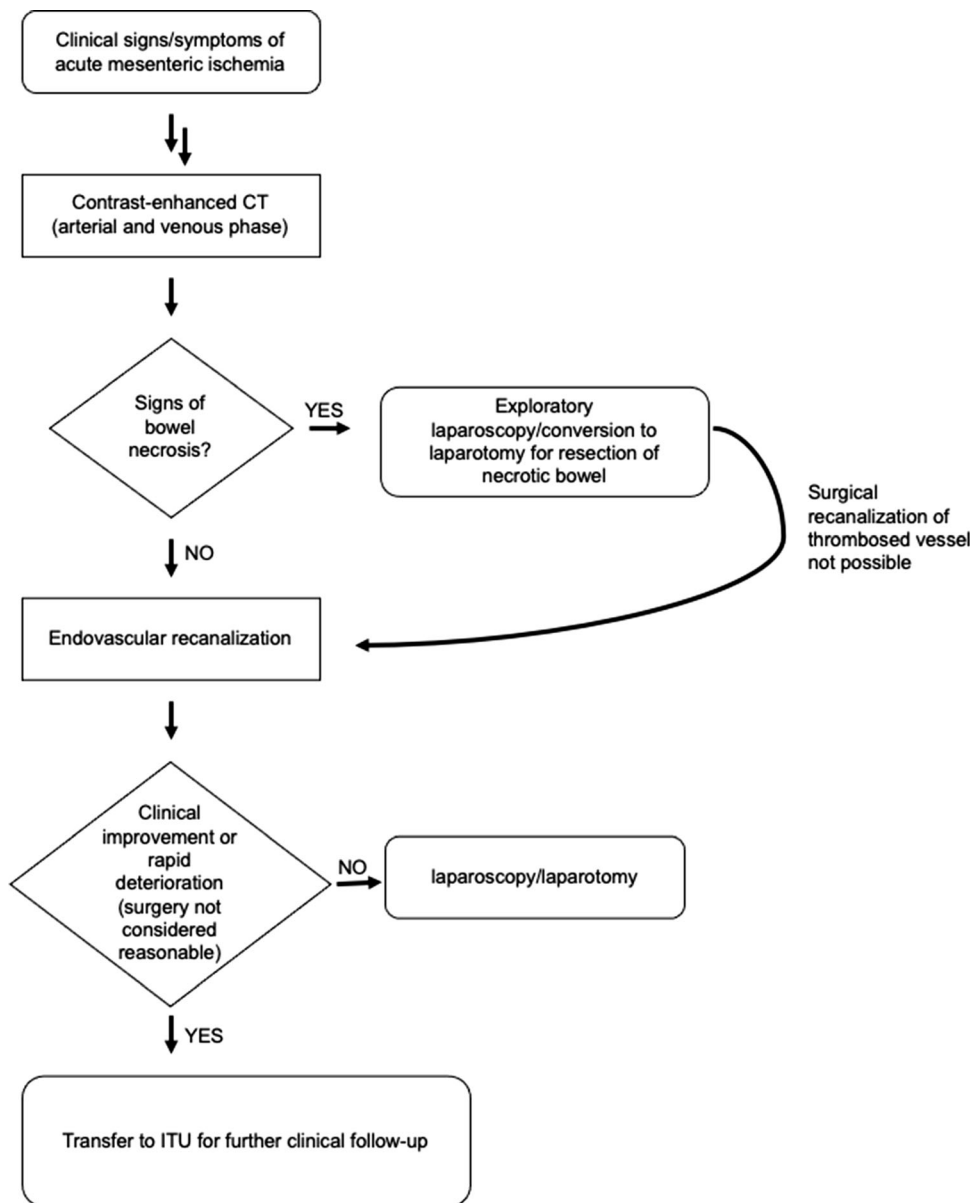 Clinical signs/symptoms of
acute mesenteric ischemia
Contrast-enhanced CT
(arterial and venous phase)
Signs of
bowel
necrosis?
YES
Exploratory
laparoscopy/conversion to
laparotomy for resection of
necrotic bowel
Surgical
recanalization of
thrombosed vessel
not possible
NO
Endovascular recanalization
Clinical
improvement or
rapid
deterioration
(surgery not
considered
reasonable)
NO
laparoscopy/laparotomy
YES
Transfer to ITU for further clinical follow-up